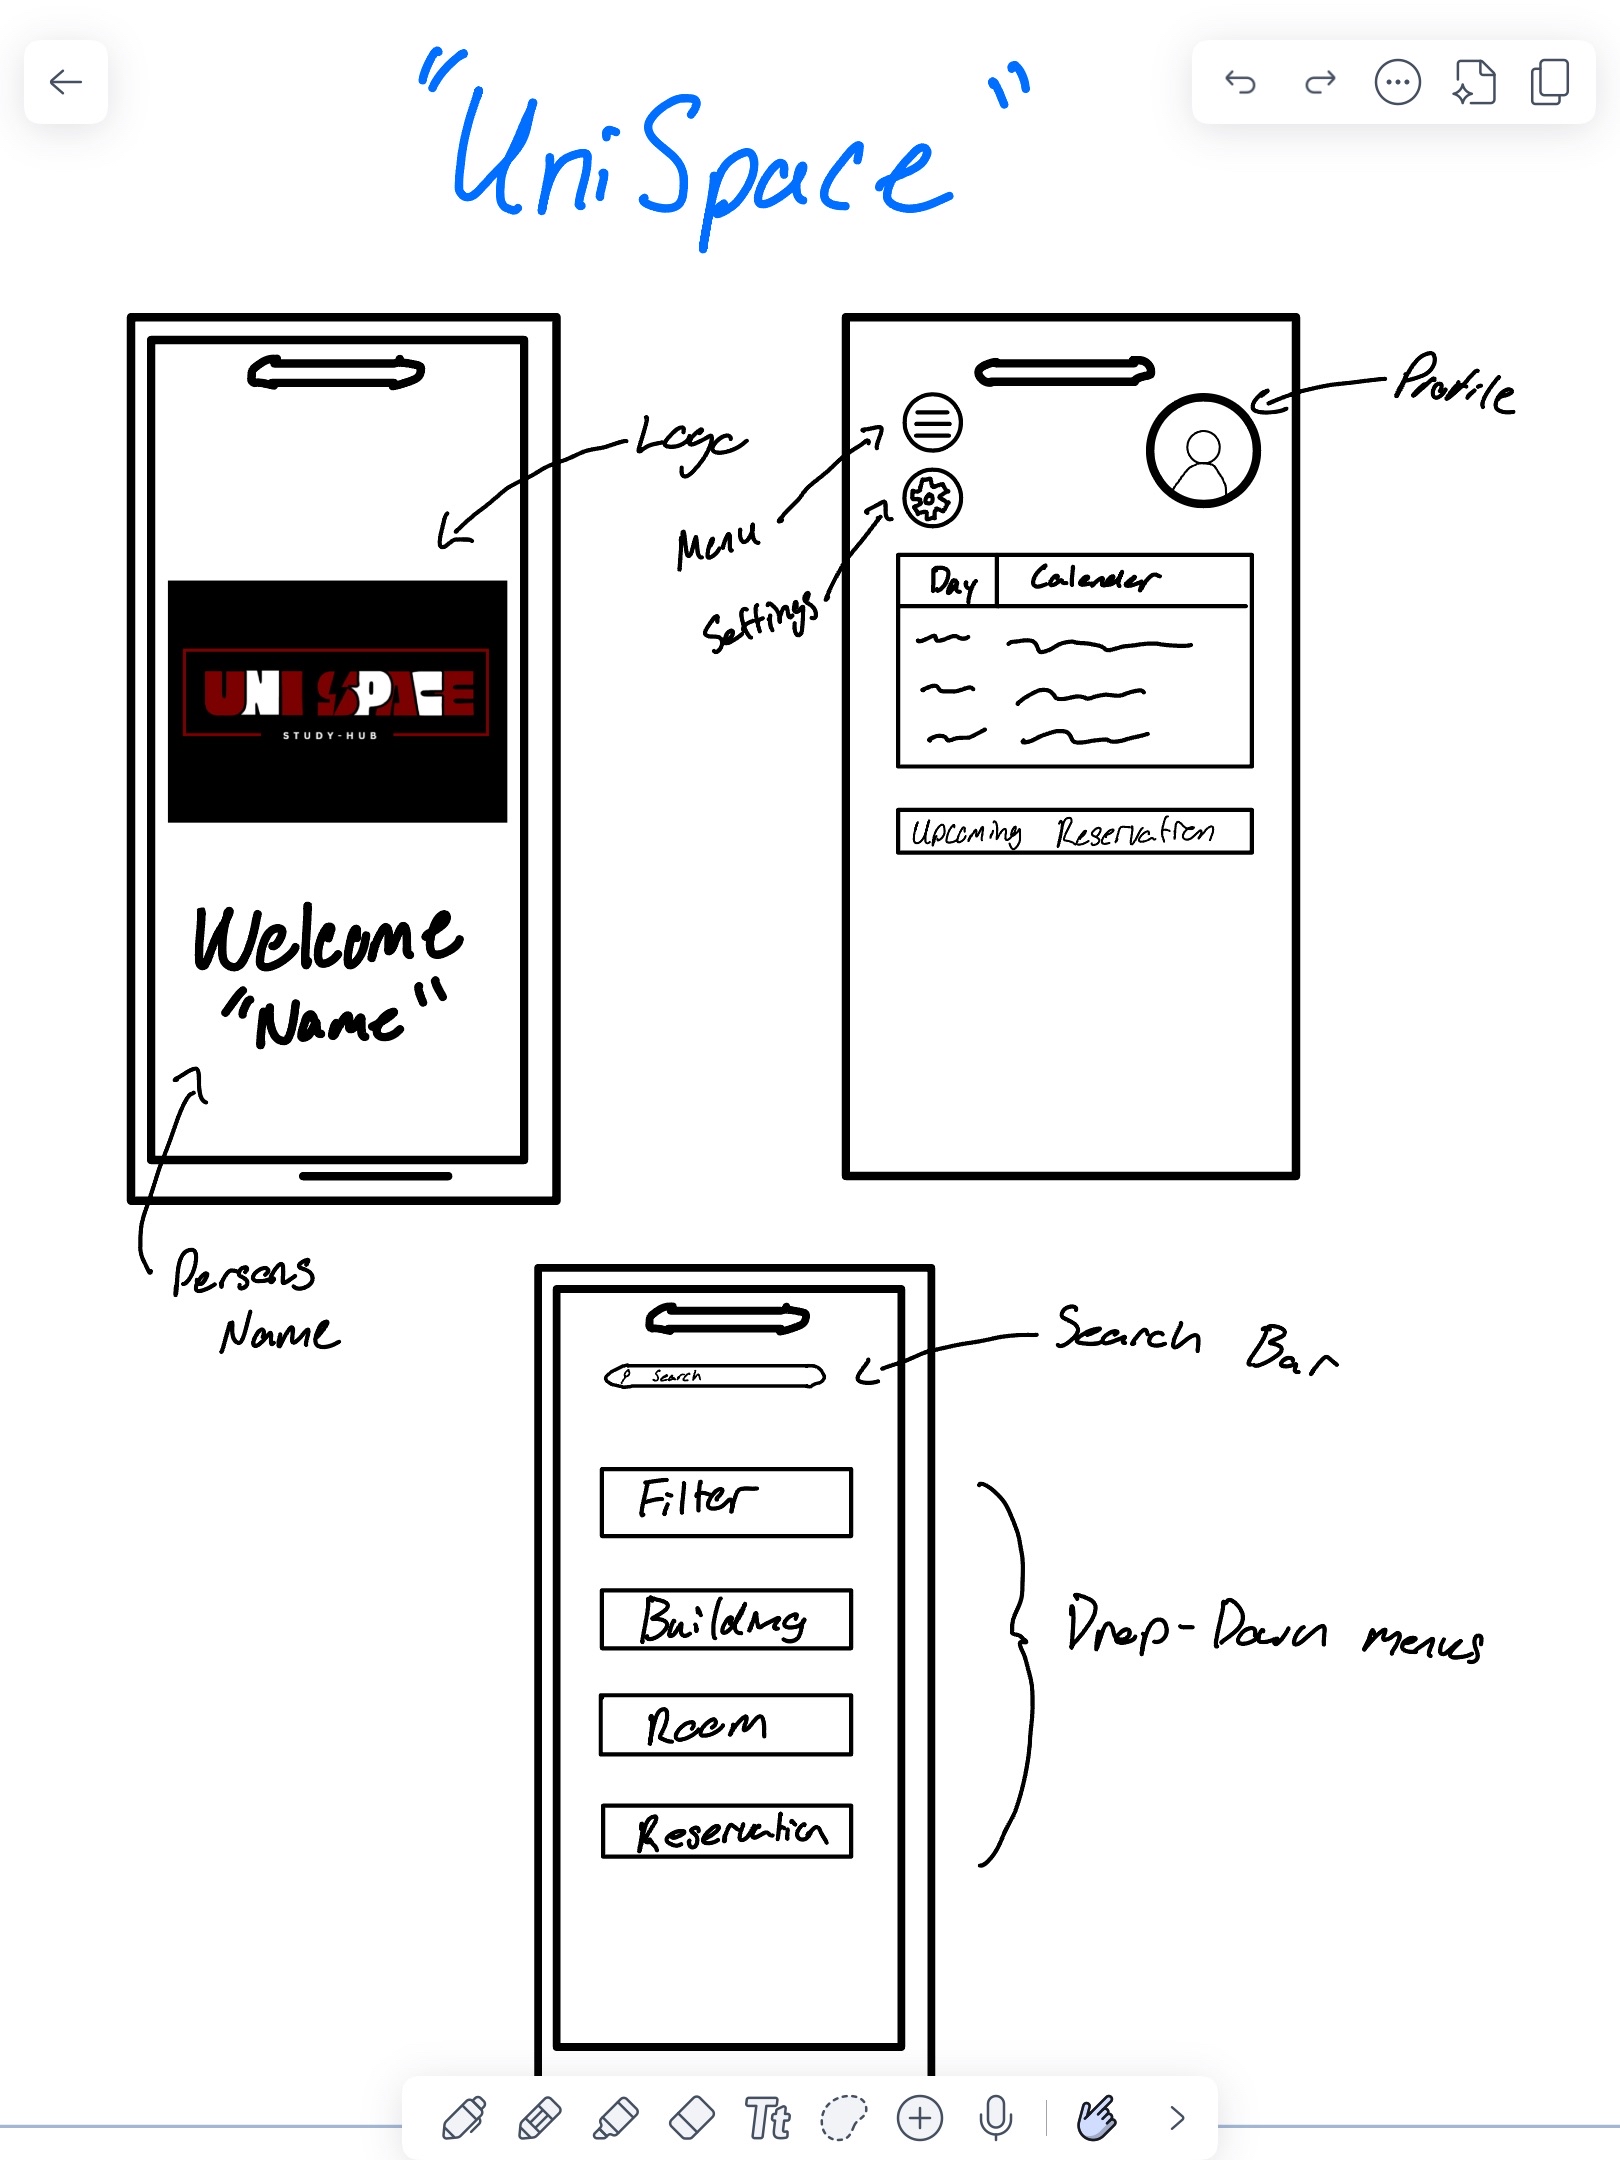 "UniSpace"
Logo
UNI SPACE
STUDY-HUB
Welcome
"Name"
Persons
Name
Profile
Menu
Settings
Day Calender
Upcoming Reservation
Search Bar
Search
Filter
Building
Room
Reservation
Drop-Down menus
Tt